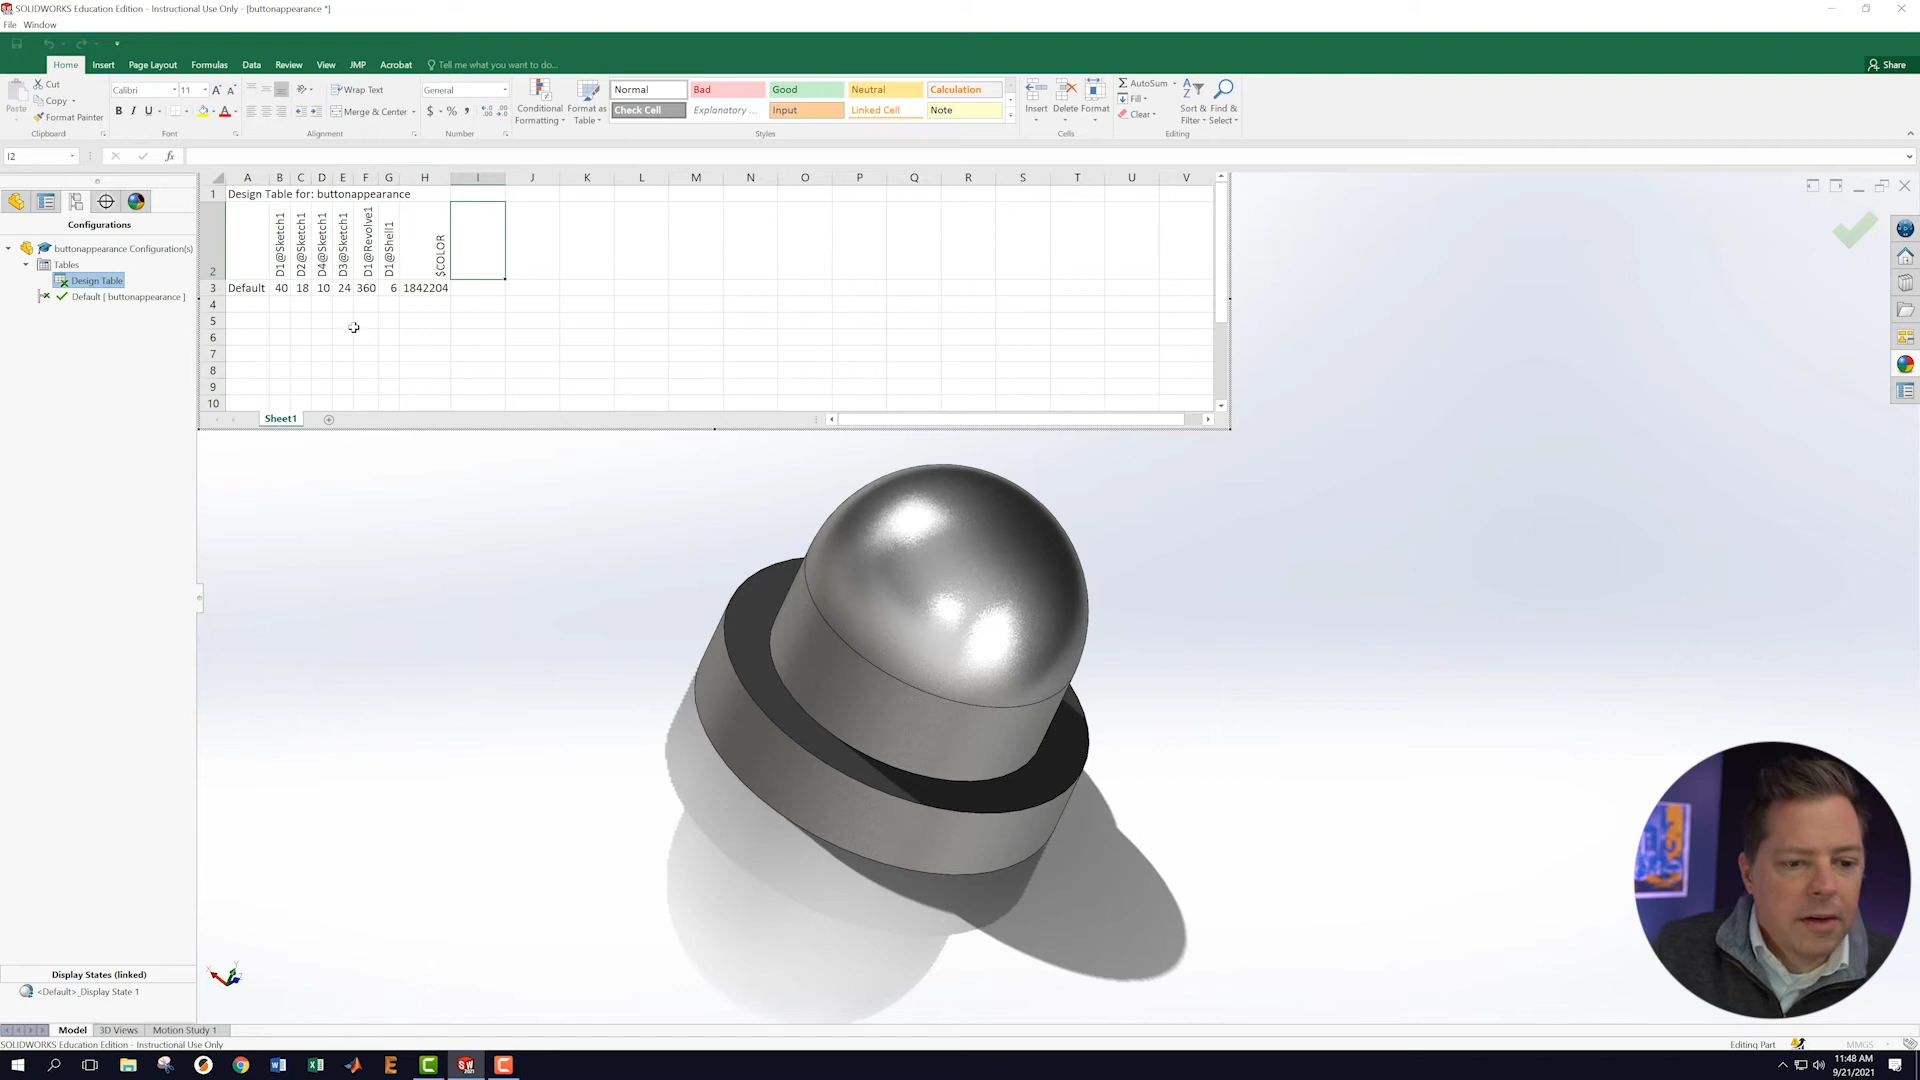 SOLIDWORKS Education Edition - Instructional Use Only - [buttonappearance *]
File Window
Home Insert Page Layout Formulas Data Review View JMP Acrobat Tell me what you want to do... Share
Paste Cut Calibri 11 A A Wrap Text General Conditional Formatting Format as Table Normal Bad Good Neutral Calculation Insert Delete Format AutoSum Sort & Filter Find & Select
Copy B I U A Merge & Center $ % Check Cell Explanatory ... Input Linked Cell Note Fill
Format Painter Clear
Clipboard Font Alignment Number Styles Cells Editing
I2 fx
A B C D E F G H I J K L M N O P Q R S T U V
1 Design Table for: buttonappearance
2 D1@Sketch1 D2@Sketch1 D4@Sketch1 D3@Sketch1 D1@Revolve1 D1@Shell1 $COLOR
3 Default 40 18 10 24 360 6 1842204
4
5
6
7
8
9
10
Sheet1
Configurations
buttonappearance Configuration(s)
Tables
Design Table
Default [ buttonappearance ]
Display States (linked)
<Default>_Display State 1
Model 3D Views Motion Study 1
SOLIDWORKS Education Edition - Instructional Use Only Editing Part MMGS
11:48 AM
9/21/2021